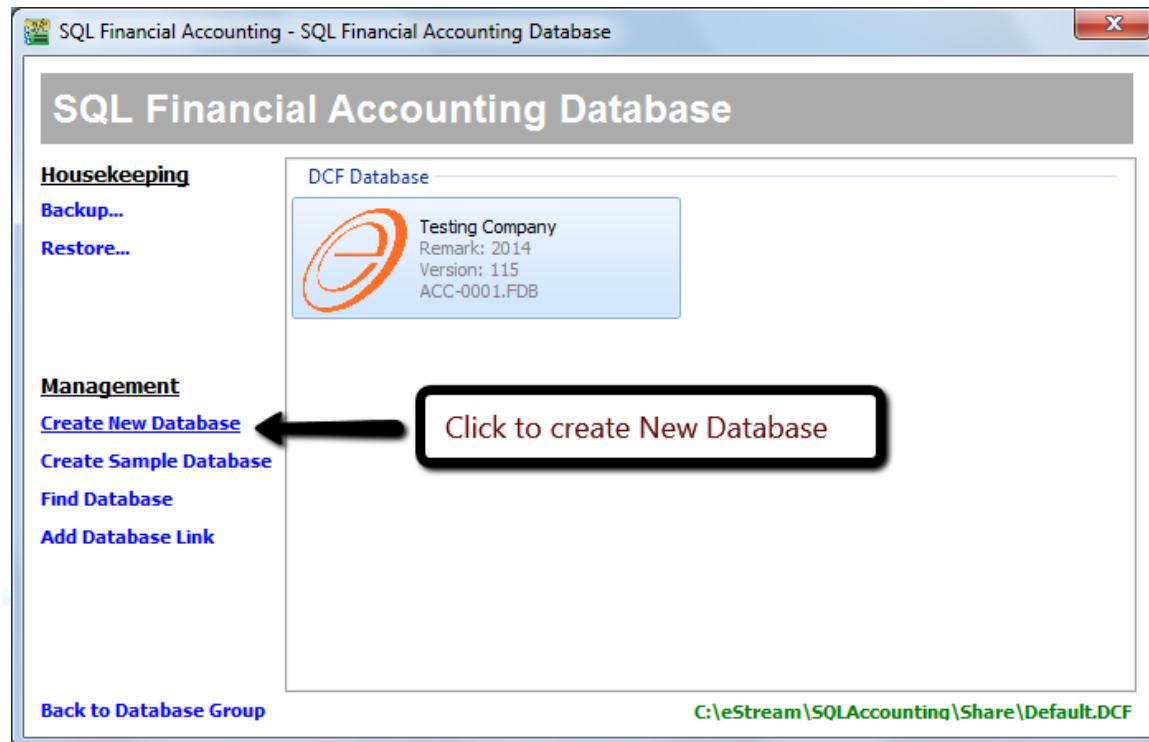 SQL Financial Accounting - SQL Financial Accounting Database
x
SQL Financial Accounting Database
Housekeeping
Backup...
Restore...
DCF Database
Testing Company
Remark: 2014
Version: 115
ACC-0001.FDB
Management
Create New Database
Click to create New Database
Create Sample Database
Find Database
Add Database Link
Back to Database Group
C:\eStream\SQLAccounting\Share\Default.DCF